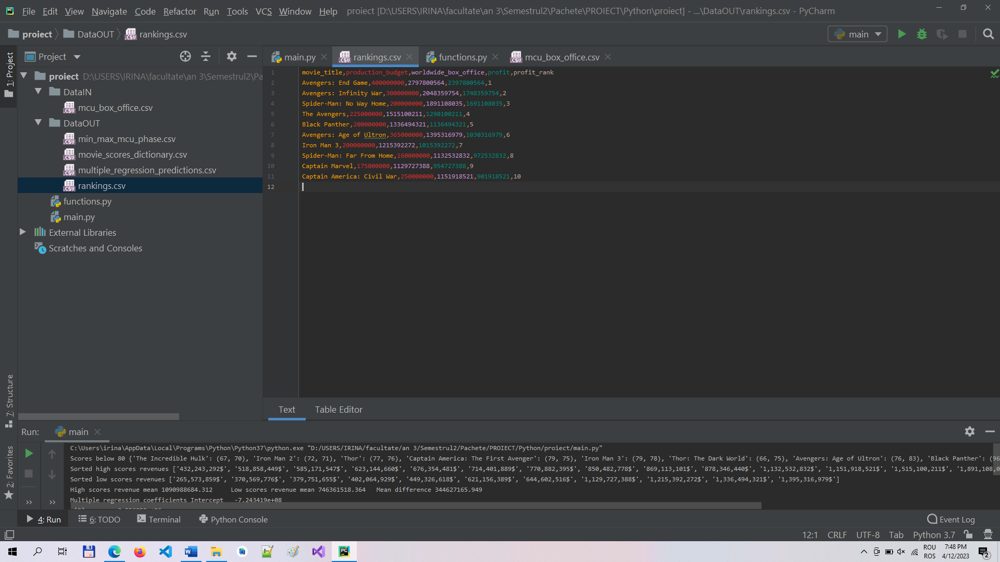 File Edit View Navigate Code Refactor Run Tools VCS Window Help proiect [D:\USERS\IRINA\facultate\an 3\Semestrul2\Pachete\PROIECT\Python\proiect] - ...\DataOUT\rankings.csv - PyCharm
proiect DataOUT rankings.csv main
1: Project
Project
main.py rankings.csv functions.py mcu_box_office.csv
proiect D:\USERS\IRINA\facultate\an 3\Semestrul2\Pa
DataIN
mcu_box_office.csv
DataOUT
min_max_mcu_phase.csv
movie_scores_dictionary.csv
multiple_regression_predictions.csv
rankings.csv
functions.py
main.py
External Libraries
Scratches and Consoles
1 movie_title,production_budget,worldwide_box_office,profit,profit_rank
2 Avengers: End Game,400000000,2797800564,2397800564,1
3 Avengers: Infinity War,300000000,2048359754,1748359754,2
4 Spider-Man: No Way Home,200000000,1891108035,1691108035,3
5 The Avengers,225000000,1515100211,1290100211,4
6 Black Panther,200000000,1336494321,1136494321,5
7 Avengers: Age of Ultron,365000000,1395316979,1030316979,6
8 Iron Man 3,200000000,1215392272,1015392272,7
9 Spider-Man: Far From Home,160000000,1132532832,972532832,8
10 Captain Marvel,175000000,1129727388,954727388,9
11 Captain America: Civil War,250000000,1151918521,901918521,10
12
Text Table Editor
7: Structure
2: Favorites
Run: main
C:\Users\irina\AppData\Local\Programs\Python\Python37\python.exe "D:/USERS/IRINA/facultate/an 3/Semestrul2/Pachete/PROIECT/Python/proiect/main.py"
Scores below 80 {'The Incredible Hulk': (67, 70), 'Iron Man 2': (72, 71), 'Thor': (77, 76), 'Captain America: The First Avenger': (79, 75), 'Iron Man 3': (79, 78), 'Thor: The Dark World': (66, 75), 'Avengers: Age of Ultron': (76, 83), 'Black Panther': (96
Sorted high scores revenues ['432,243,292$', '518,858,449$', '585,171,547$', '623,144,660$', '676,354,481$', '714,401,889$', '770,882,395$', '850,482,778$', '869,113,101$', '878,346,440$', '1,132,532,832$', '1,151,918,521$', '1,515,100,211$', '1,891,108,0
Sorted low scores revenues ['265,573,859$', '370,569,776$', '379,751,655$', '402,064,929$', '449,326,618$', '621,156,389$', '644,602,516$', '1,129,727,388$', '1,215,392,272$', '1,336,494,321$', '1,395,316,979$']
High scores revenue mean 1090988684.312 Low scores revenue mean 746361518.364 Mean difference 344627165.949
Multiple regression coefficients Intercept -7.243419e+08
4: Run 6: TODO Terminal Python Console Event Log
12:1 CRLF UTF-8 Tab Python 3.7
ROU 7:48 PM
ROS 4/12/2023 2